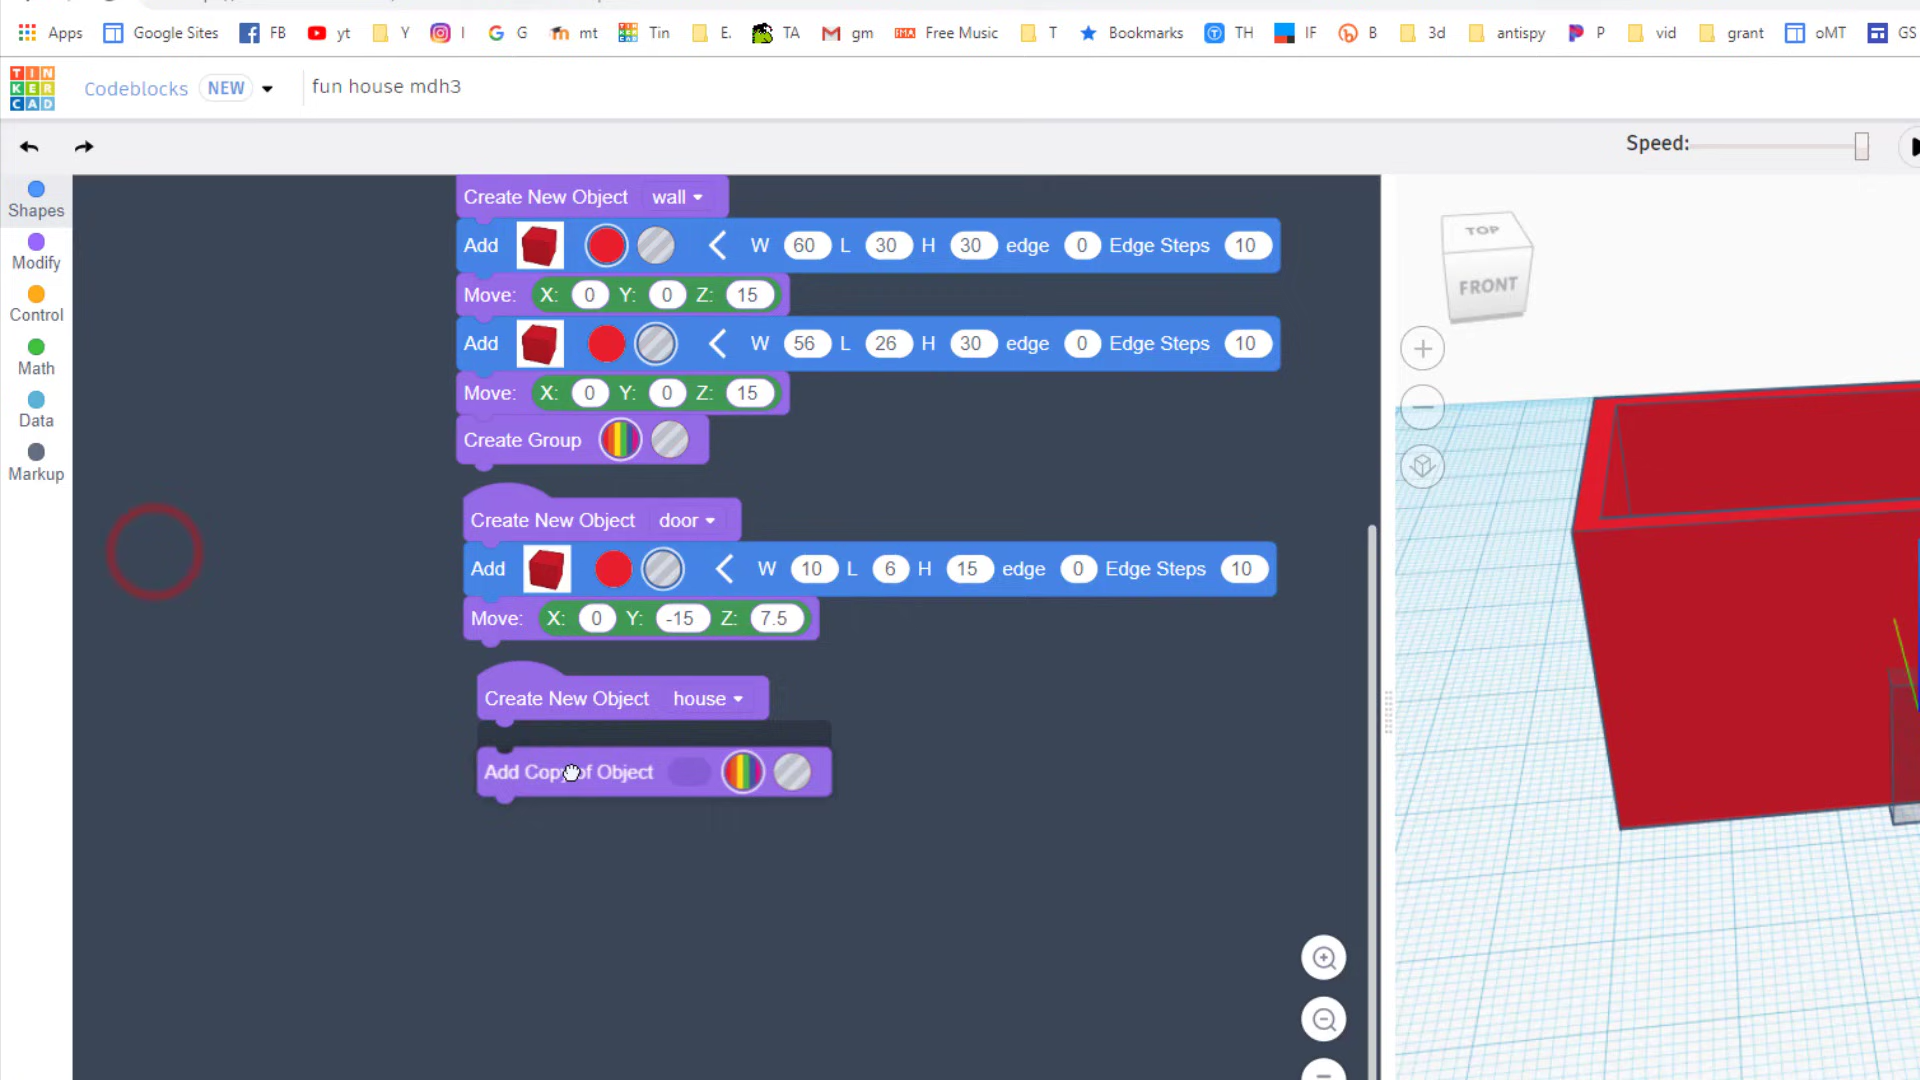 Apps Google Sites FB yt Y I G mt Tin E. TA gm Free Music T Bookmarks TH IF B 3d antispy P vid grant oMT GS
TIN KER CAD Codeblocks NEW fun house mdh3
Speed:
Shapes
Modify
Control
Math
Data
Markup
Create New Object wall
Add W 60 L 30 H 30 edge 0 Edge Steps 10
Move: X: 0 Y: 0 Z: 15
Add W 56 L 26 H 30 edge 0 Edge Steps 10
Move: X: 0 Y: 0 Z: 15
Create Group
Create New Object door
Add W 10 L 6 H 15 edge 0 Edge Steps 10
Move: X: 0 Y: -15 Z: 7.5
Create New Object house
Add Copy of Object
TOP
FRONT